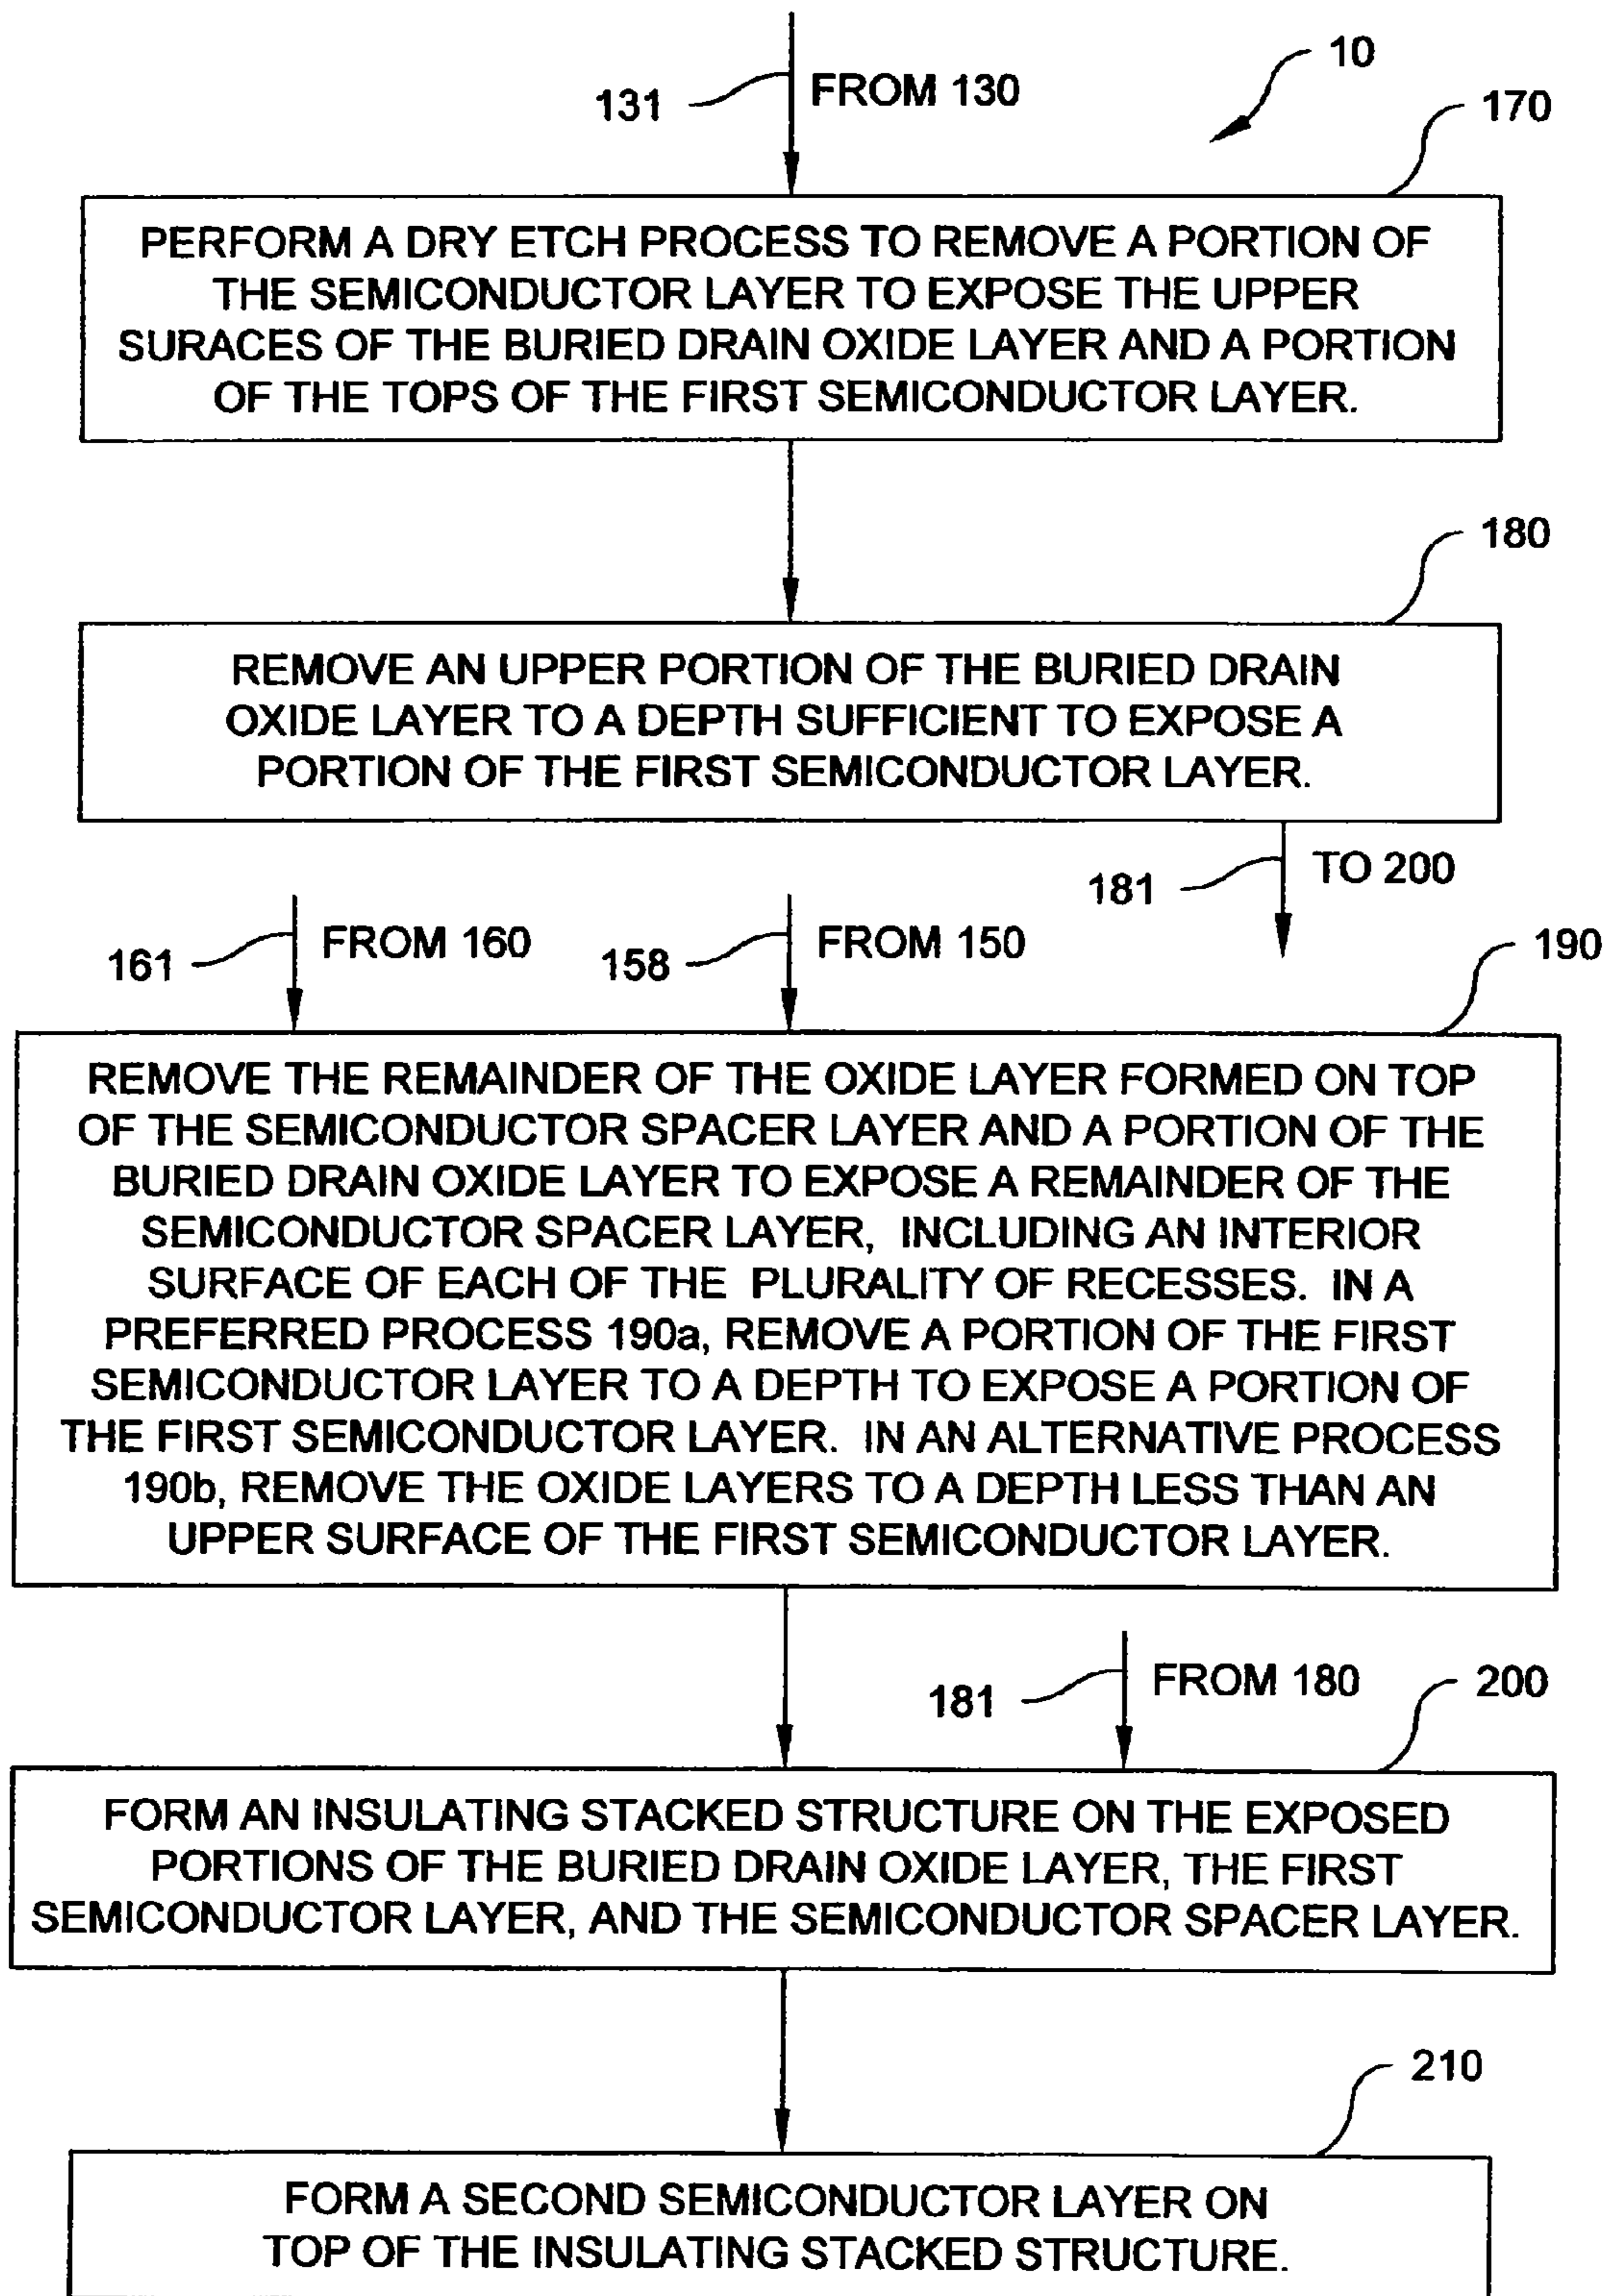 10
131
FROM 130
170
PERFORM A DRY ETCH PROCESS TO REMOVE A PORTION OF
THE SEMICONDUCTOR LAYER TO EXPOSE THE UPPER
SURACES OF THE BURIED DRAIN OXIDE LAYER AND A PORTION
OF THE TOPS OF THE FIRST SEMICONDUCTOR LAYER.
180
REMOVE AN UPPER PORTION OF THE BURIED DRAIN
OXIDE LAYER TO A DEPTH SUFFICIENT TO EXPOSE A
PORTION OF THE FIRST SEMICONDUCTOR LAYER.
181
TO 200
161
FROM 160
158
FROM 150
190
REMOVE THE REMAINDER OF THE OXIDE LAYER FORMED ON TOP
OF THE SEMICONDUCTOR SPACER LAYER AND A PORTION OF THE
BURIED DRAIN OXIDE LAYER TO EXPOSE A REMAINDER OF THE
SEMICONDUCTOR SPACER LAYER, INCLUDING AN INTERIOR
SURFACE OF EACH OF THE PLURALITY OF RECESSES. IN A
PREFERRED PROCESS 190a, REMOVE A PORTION OF THE FIRST
SEMICONDUCTOR LAYER TO A DEPTH TO EXPOSE A PORTION OF
THE FIRST SEMICONDUCTOR LAYER. IN AN ALTERNATIVE PROCESS
190b, REMOVE THE OXIDE LAYERS TO A DEPTH LESS THAN AN
UPPER SURFACE OF THE FIRST SEMICONDUCTOR LAYER.
181
FROM 180
200
FORM AN INSULATING STACKED STRUCTURE ON THE EXPOSED
PORTIONS OF THE BURIED DRAIN OXIDE LAYER, THE FIRST
SEMICONDUCTOR LAYER, AND THE SEMICONDUCTOR SPACER LAYER.
210
FORM A SECOND SEMICONDUCTOR LAYER ON
TOP OF THE INSULATING STACKED STRUCTURE.